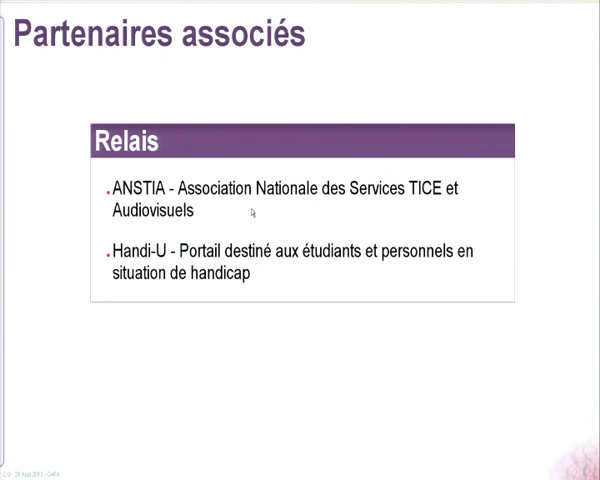 Partenaires associés
Relais
. ANSTIA - Association Nationale des Services TICE et
Audiovisuels
. Handi-U - Portail destiné aux étudiants et personnels en
situation de handicap